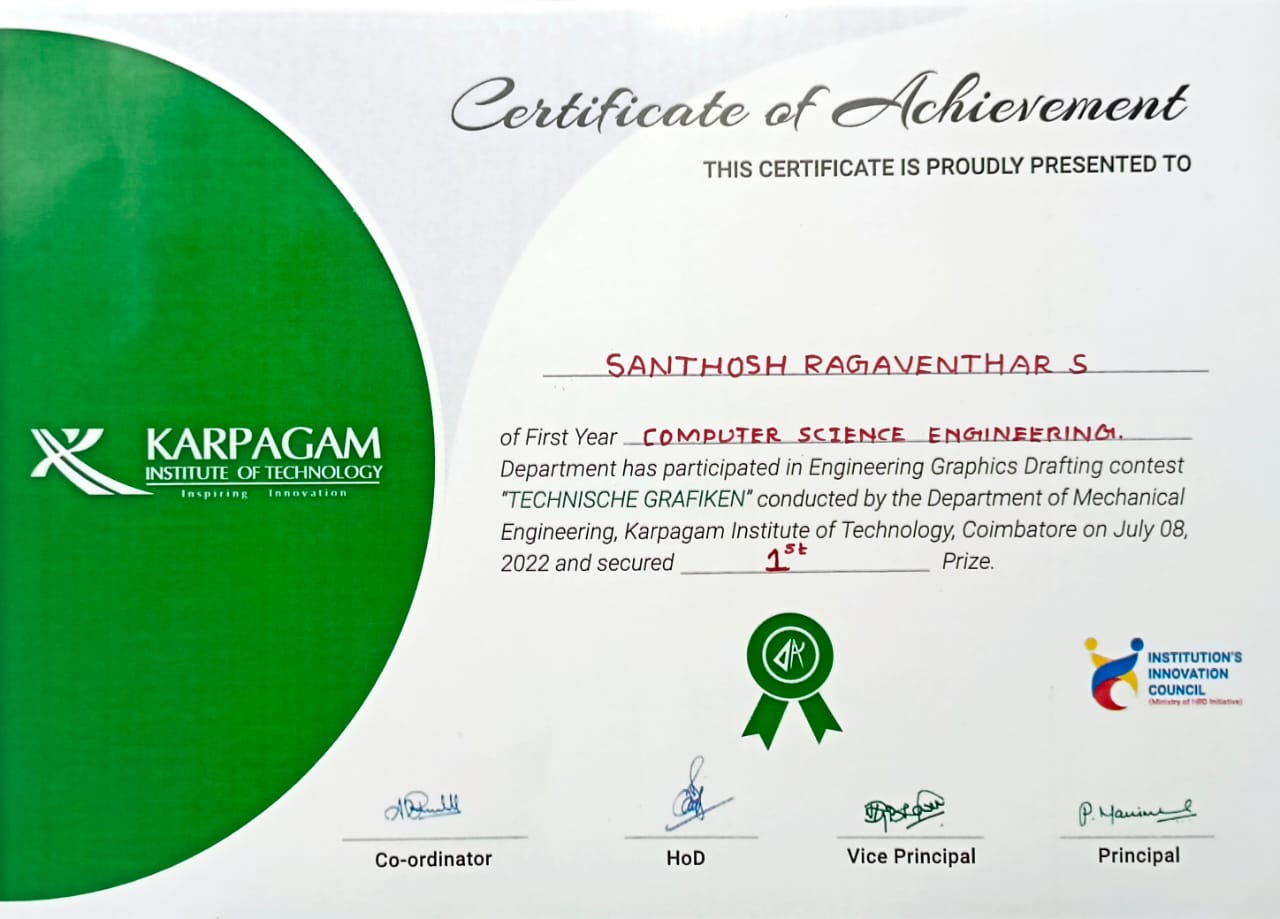 Certificate of Achievement
THIS CERTIFICATE IS PROUDLY PRESENTED TO
SANTHOSH RAGAVENTHAR S
KARPAGAM
INSTITUTE OF TECHNOLOGY
Inspiring Innovation
of First Year COMPUTER SCIENCE ENGINEERING.
Department has participated in Engineering Graphics Drafting contest
"TECHNISCHE GRAFIKEN" conducted by the Department of Mechanical
Engineering, Karpagam Institute of Technology, Coimbatore on July 08,
2022 and secured 1st Prize.
INSTITUTION'S
INNOVATION
COUNCIL
(Ministry of HRD Initiative)
Co-ordinator
HoD
Vice Principal
Principal